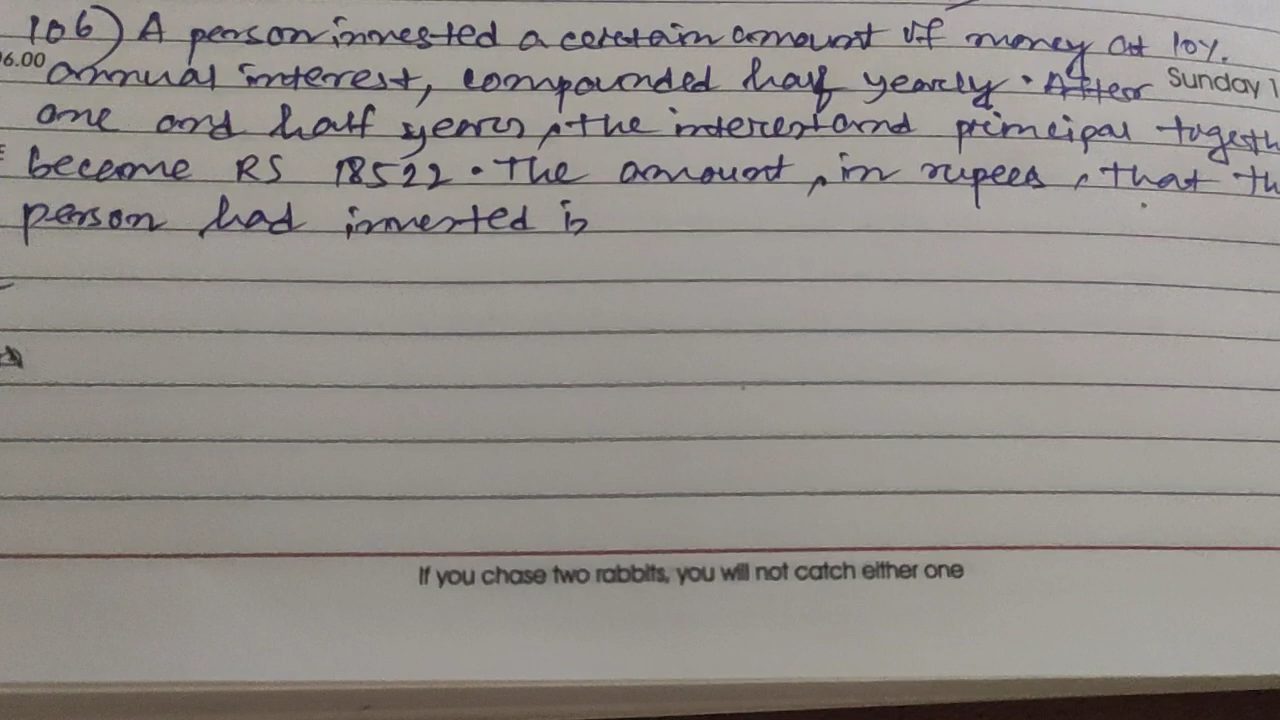 106) A person invested a certain amount of money at 10%.
6.00 annual interest, compounded half yearly. After Sunday 1
one and half years, the interest and principal togeth
become RS 18522. The amount, in rupees, that th
person had invested is
If you chase two rabbits, you will not catch either one